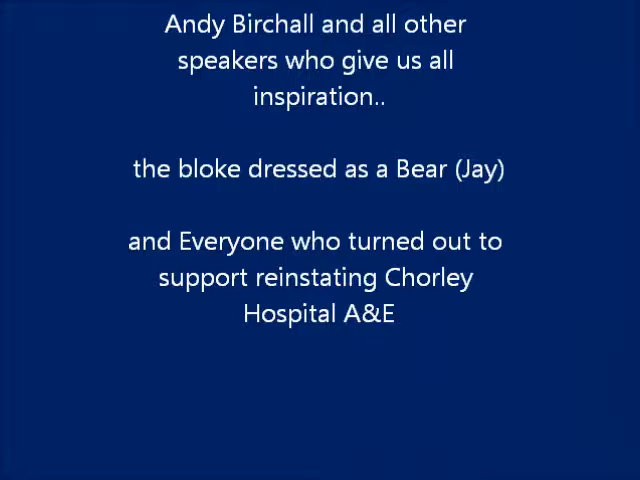 Andy Birchall and all other
speakers who give us all
inspiration..
the bloke dressed as a Bear (Jay)
and Everyone who turned out to
support reinstating Chorley
Hospital A&E